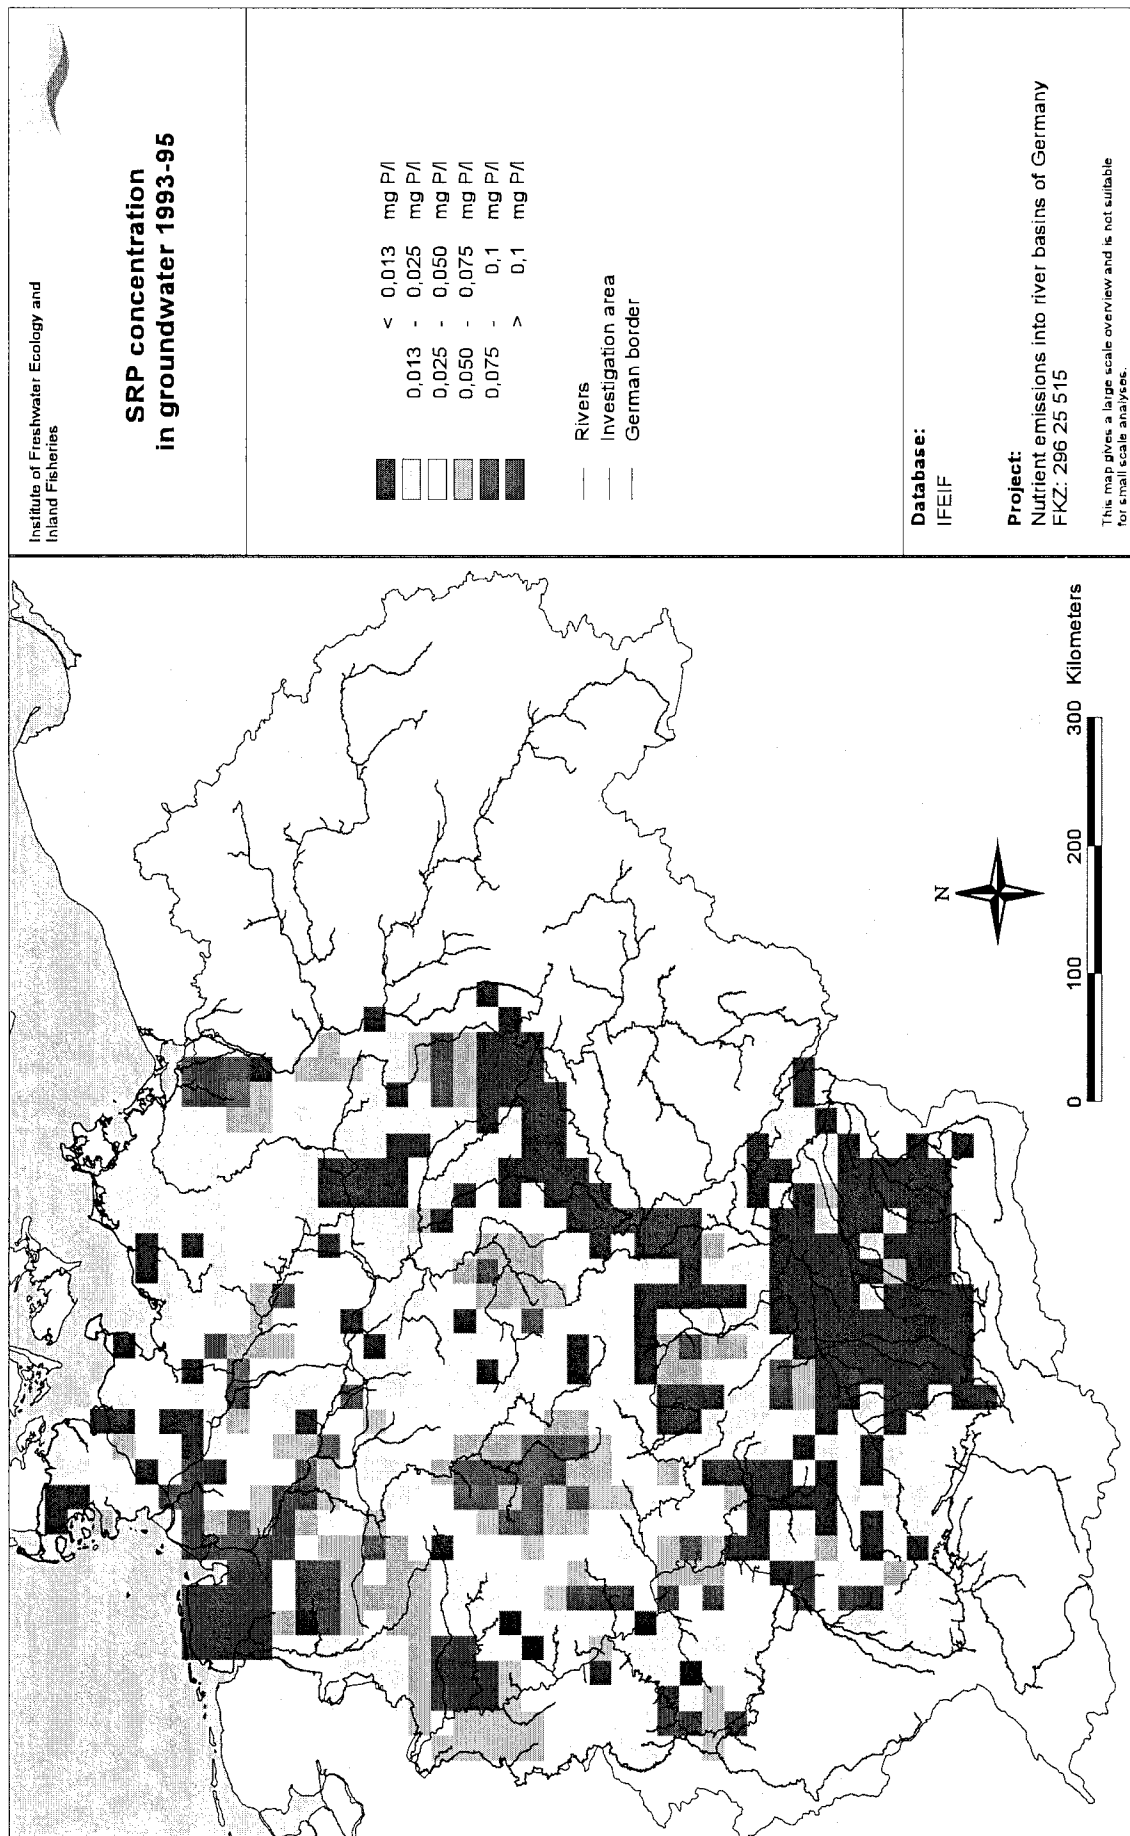 Institute of Freshwater Ecology and
Inland Fisheries
SRP concentration
in groundwater 1993-95
< 0,013 mg P/l
0,013 - 0,025 mg P/l
0,025 - 0,050 mg P/l
0,050 - 0,075 mg P/l
0,075 - 0,1 mg P/l
> 0,1 mg P/l
Rivers
Investigation area
German border
Database:
IFEIF
Project:
Nutrient emissions into river basins of Germany
FKZ: 296 25 515
This map gives a large scale overview and is not suitable
for small scale analyses.
N
0 100 200 300 Kilometers